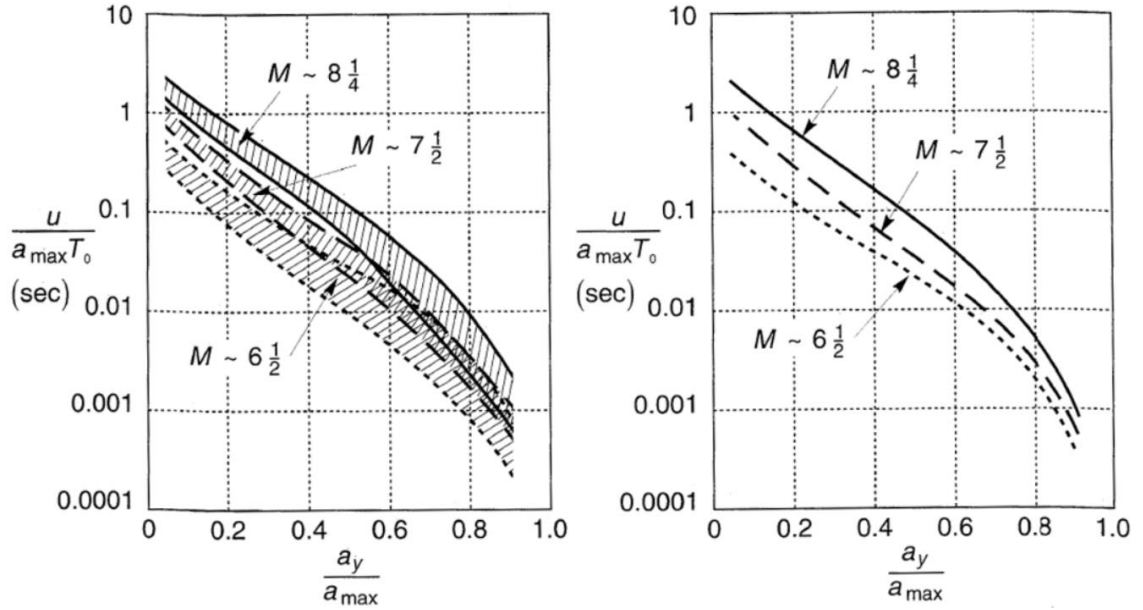 10
1
0.1
0.01
0.001
0.0001
u
a max T₀
(sec)
M ~ 8 1/4
M ~ 7 1/2
M ~ 6 1/2
0 0.2 0.4 0.6 0.8 1.0
a y
a max
10
1
0.1
0.01
0.001
0.0001
u
a max T₀
(sec)
M ~ 8 1/4
M ~ 7 1/2
M ~ 6 1/2
0 0.2 0.4 0.6 0.8 1.0
a y
a max